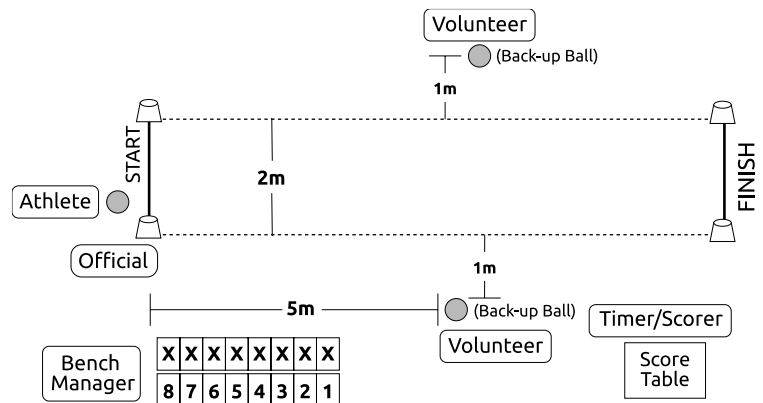 Volunteer
(Back-up Ball)
1m
START
2m
FINISH
Athlete
Official
1m
5m
(Back-up Ball)
Timer/Scorer
Volunteer
Bench
Manager
X X X X X X X X
8 7 6 5 4 3 2 1
Score
Table